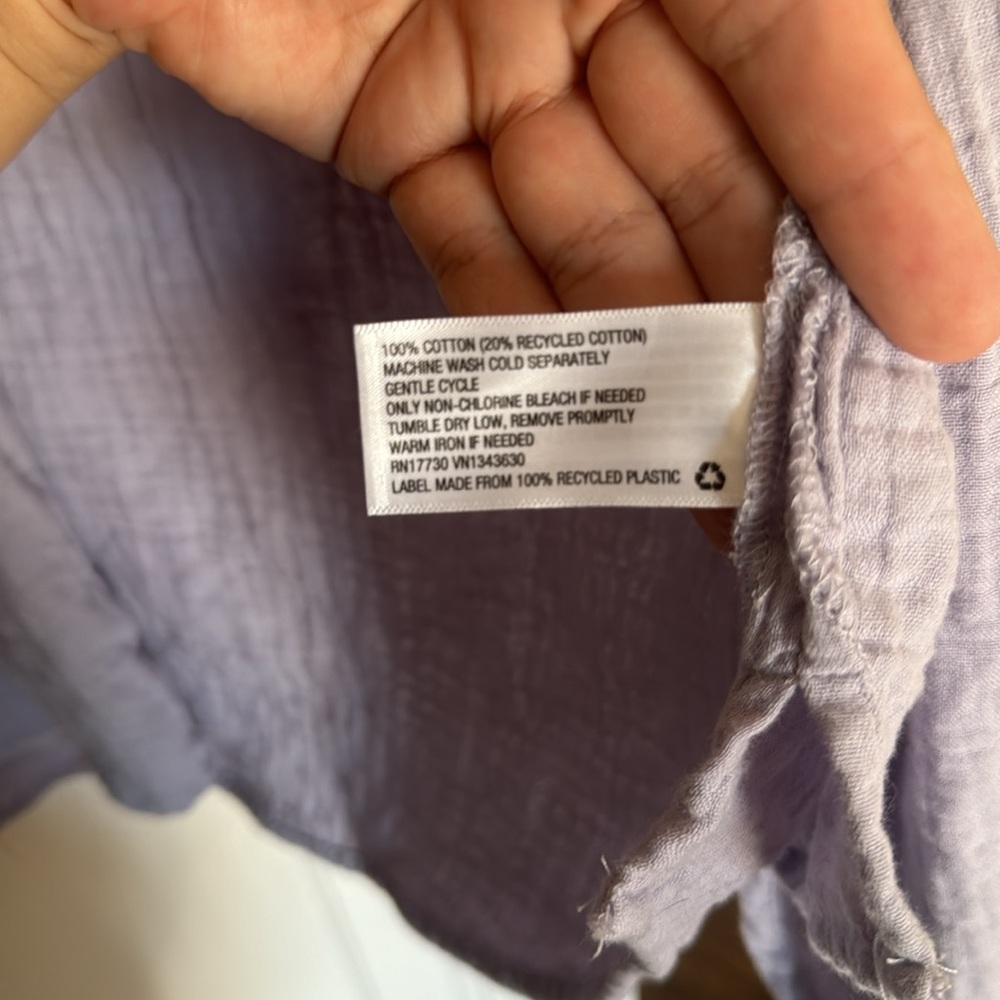 100% COTTON (20% RECYCLED COTTON)
MACHINE WASH COLD SEPARATELY
GENTLE CYCLE
ONLY NON-CHLORINE BLEACH IF NEEDED
TUMBLE DRY LOW, REMOVE PROMPTLY
WARM IRON IF NEEDED
RN17730 VN1343630
LABEL MADE FROM 100% RECYCLED PLASTIC